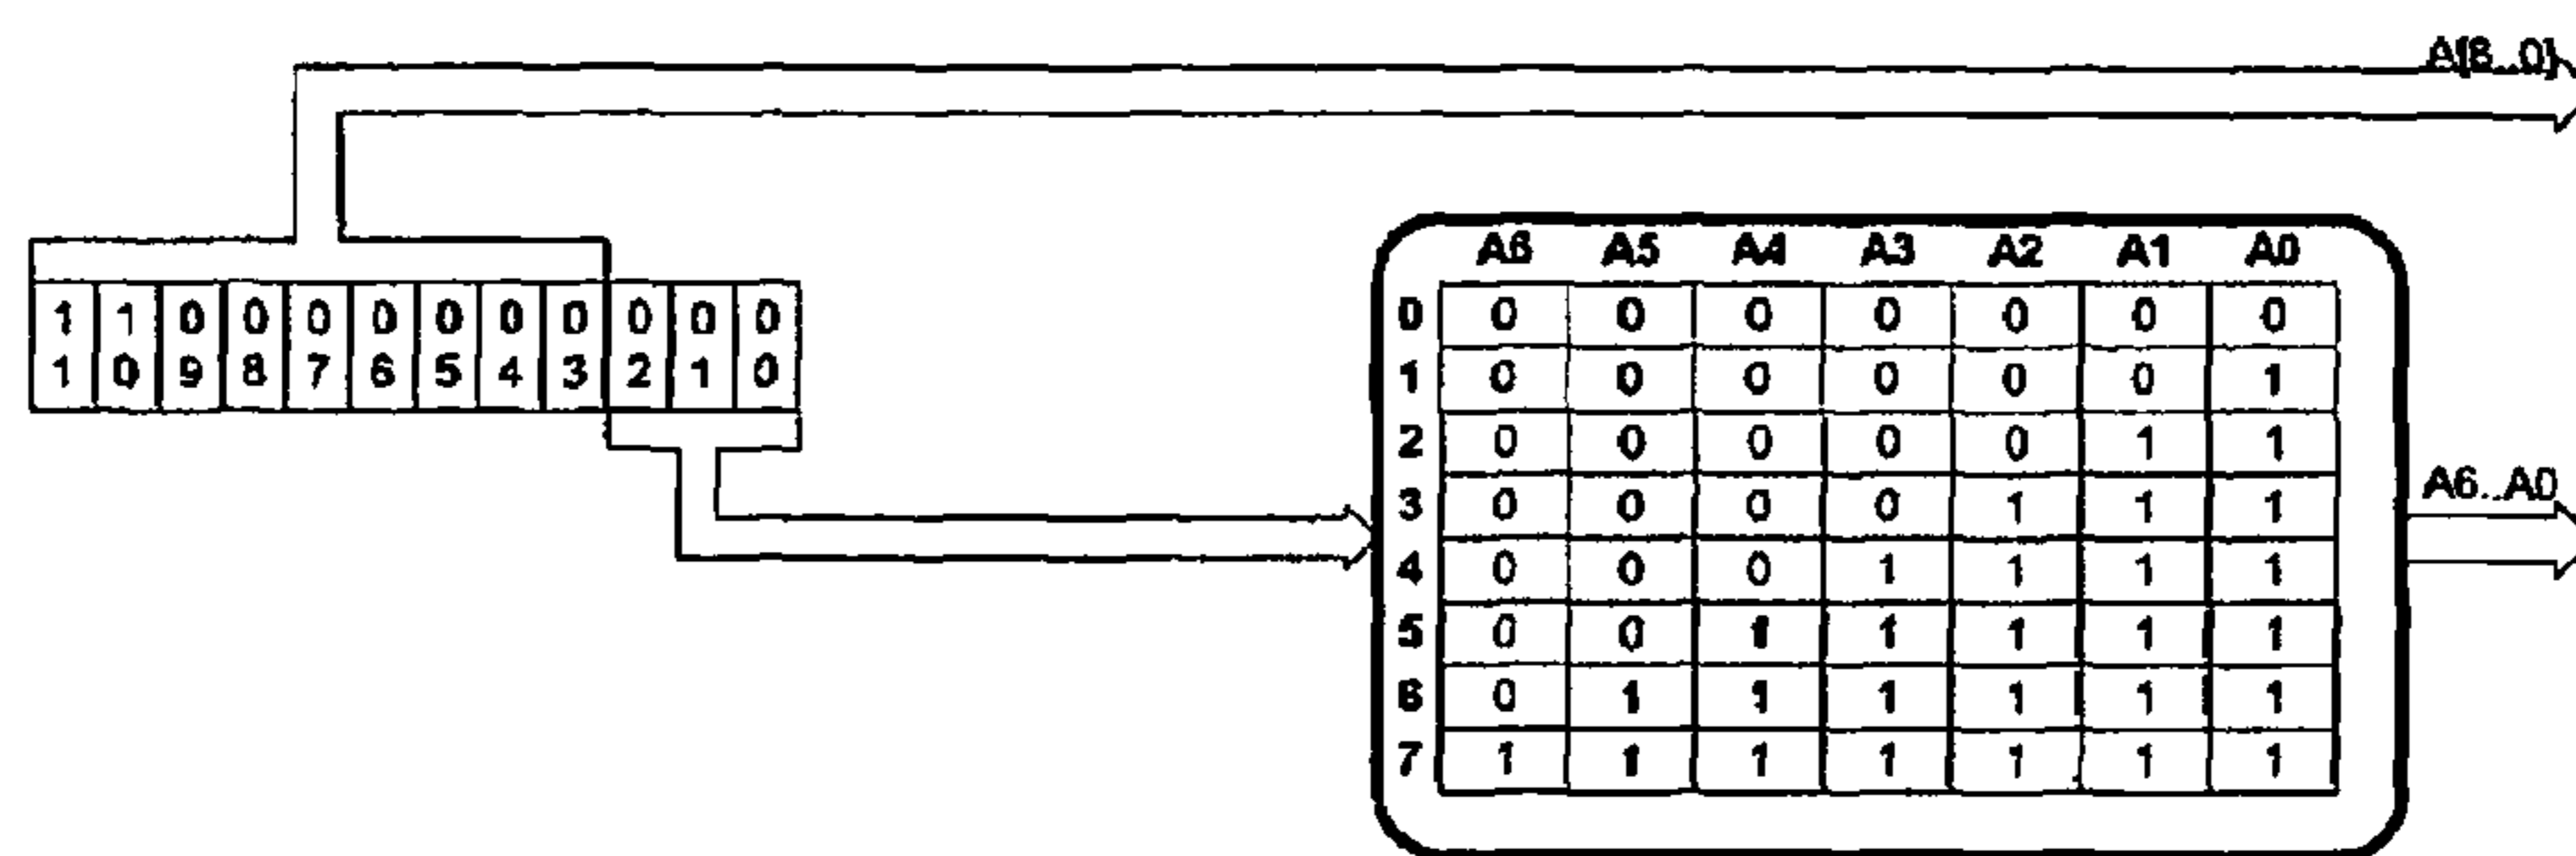 A[8..0]
A6 A5 A4 A3 A2 A1 A0
1 1 0 0 0 0 0 0 0 0 0 0
1 0 9 8 7 6 5 4 3 2 1 0
0 0 0 0 0 0 0 0
1 0 0 0 0 0 0 1
2 0 0 0 0 0 1 1
3 0 0 0 0 1 1 1
4 0 0 0 1 1 1 1
5 0 0 1 1 1 1 1
6 0 1 1 1 1 1 1
7 1 1 1 1 1 1 1
A6..A0